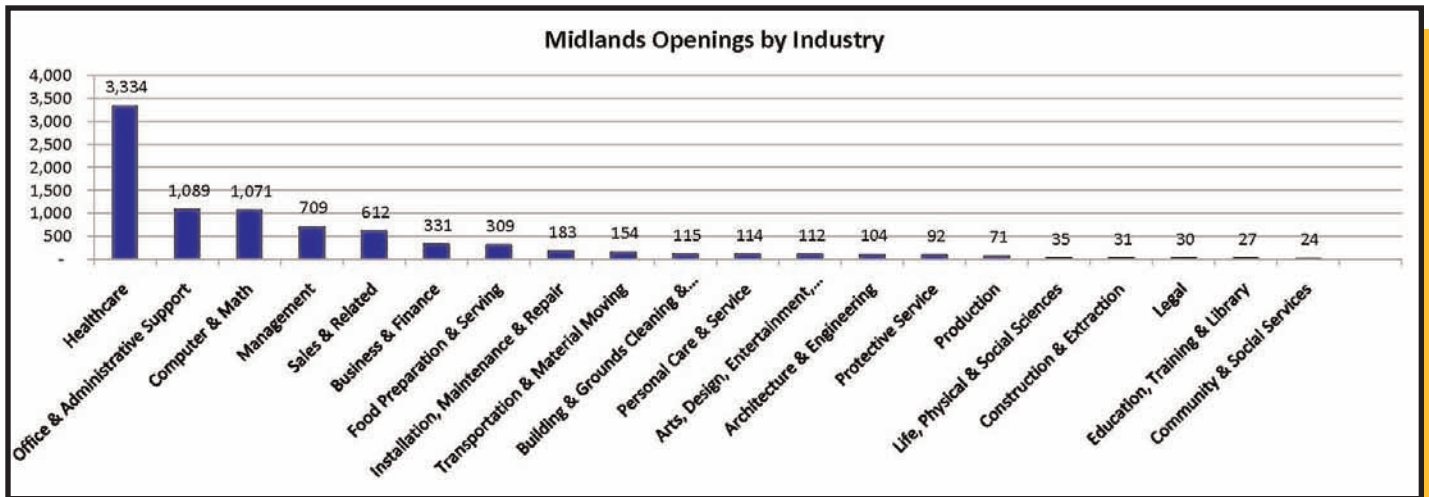 Midlands Openings by Industry
4,000
3,500
3,000
2,500
2,000
1,500
1,000
500
-
3,334
1,089
1,071
709
612
331
309
183
154
115
114
112
104
92
71
35
31
30
27
24
Healthcare
Office & Administrative Support
Computer & Math
Management
Sales & Related
Business & Finance
Food Preparation & Serving
Installation, Maintenance & Repair
Transportation & Material Moving
Building & Grounds Cleaning &...
Personal Care & Service
Arts, Design, Entertainment,...
Architecture & Engineering
Protective Service
Production
Life, Physical & Social Sciences
Construction & Extraction
Legal
Education, Training & Library
Community & Social Services